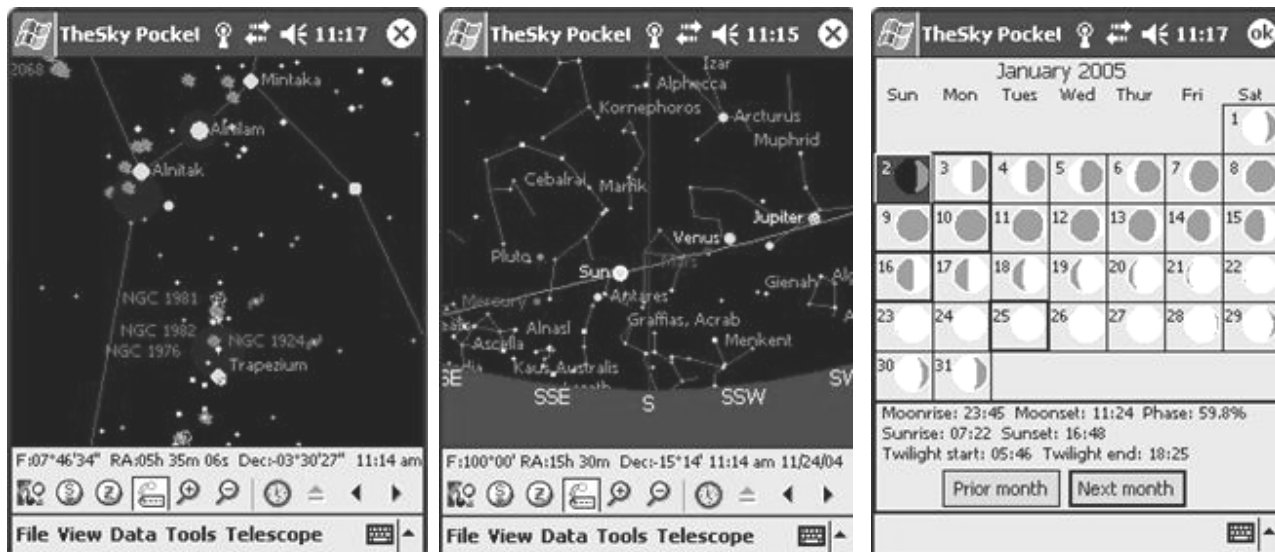 TheSky Pocket 11:17
2068
Mintaka
Alnilam
Alnitak
NGC 1981
NGC 1982
NGC 1924
NGC 1976
Trapezium
F:07°46'34" RA:05h 35m 06s Dec:-03°30'27" 11:14 am
File View Data Tools Telescope
TheSky Pocket 11:15
Izar
Alphecca
Kornephoros
Arcturus
Muphrid
Cebalrai
Marfik
Jupiter
Venus
Pluto
Mars
Sun
Gienah
Mercury
Antares
Alnasl
Graffias, Acrab
Ascella
Menkent
Kaus Australis
SE
SSE
S
SSW
SW
F:100°00' RA:15h 30m Dec:-15°14' 11:14 am 11/24/04
File View Data Tools Telescope
TheSky Pocket 11:17 ok
January 2005
Sun Mon Tues Wed Thur Fri Sat
1
2 3 4 5 6 7 8
9 10 11 12 13 14 15
16 17 18 19 20 21 22
23 24 25 26 27 28 29
30 31
Moonrise: 23:45 Moonset: 11:24 Phase: 59.8%
Sunrise: 07:22 Sunset: 16:48
Twilight start: 05:46 Twilight end: 18:25
Prior month Next month